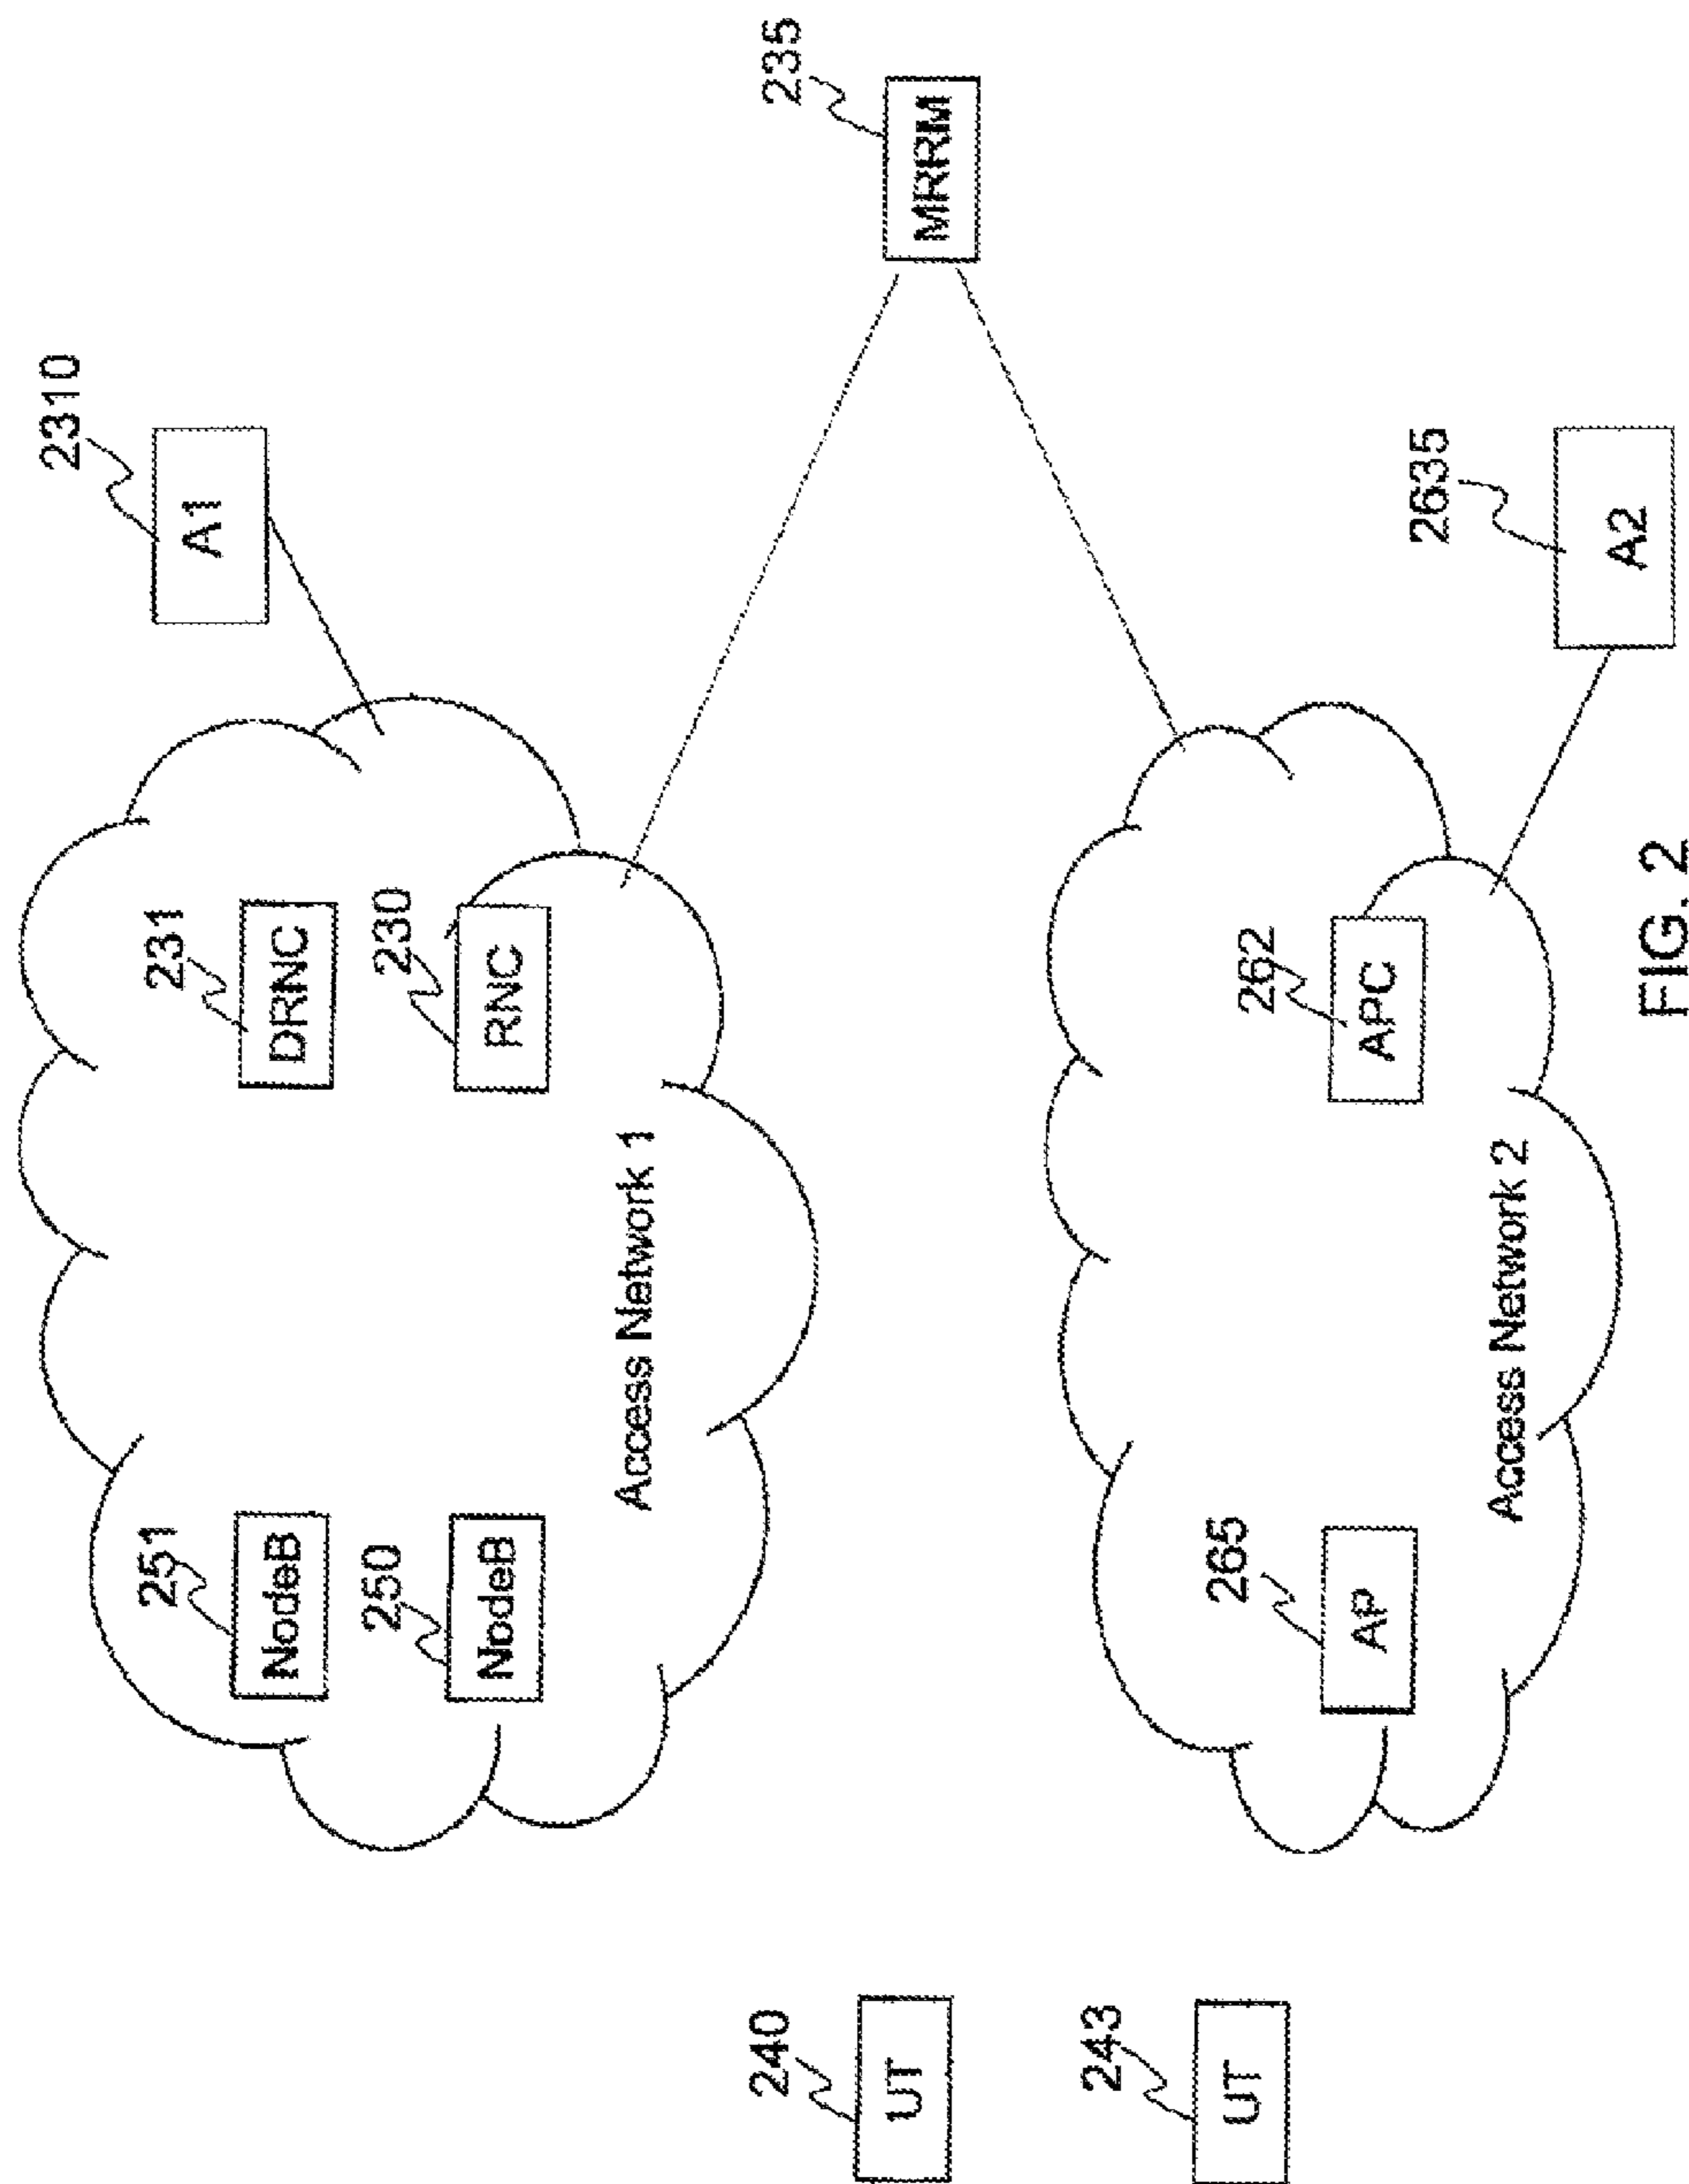 2310
A1
235
MRRM
231
DRNC
230
RNC
251
NodeB
250
NodeB
Access Network 1
240
UT
243
UT
265
AP
262
APC
Access Network 2
2635
A2
FIG. 2